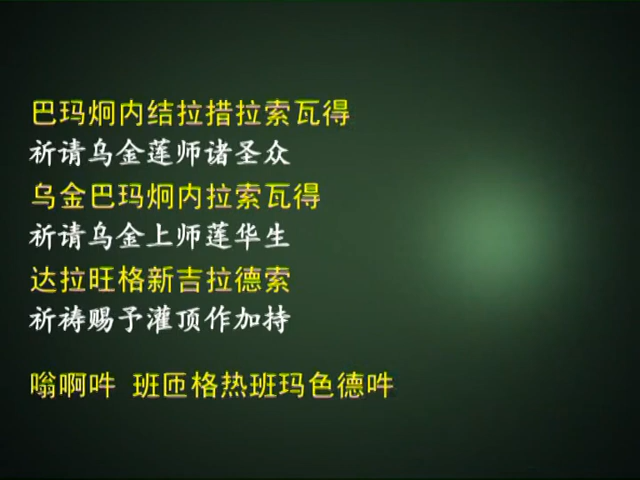 巴玛炯内结拉措拉索瓦得
祈请乌金莲师诸圣众
乌金巴玛炯内拉索瓦得
祈请乌金上师莲华生
达拉旺格新吉拉德索
祈祷赐予灌顶作加持
嗡啊吽 班匝格热班玛色德吽